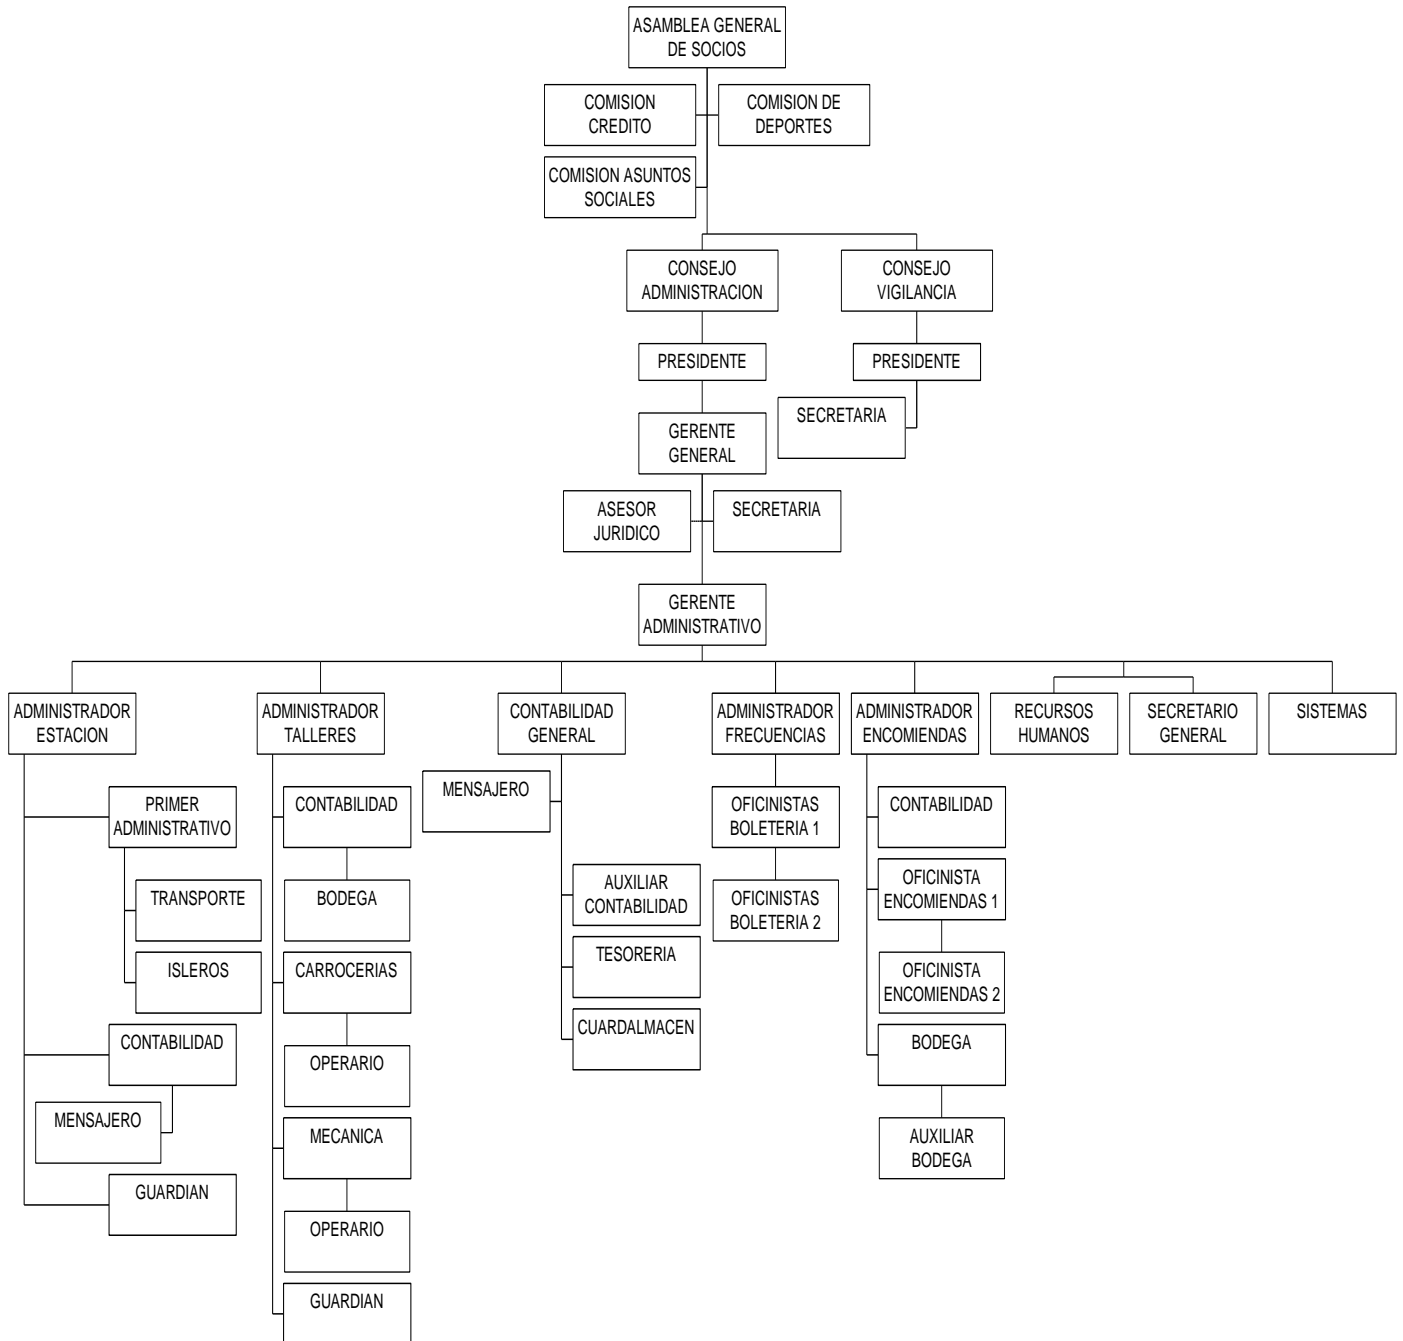 ASAMBLEA GENERAL
DE SOCIOS
COMISION
CREDITO
COMISION DE
DEPORTES
COMISION ASUNTOS
SOCIALES
CONSEJO
ADMINISTRACION
CONSEJO
VIGILANCIA
PRESIDENTE
PRESIDENTE
SECRETARIA
GERENTE
GENERAL
ASESOR
JURIDICO
SECRETARIA
GERENTE
ADMINISTRATIVO
ADMINISTRADOR
ESTACION
ADMINISTRADOR
TALLERES
CONTABILIDAD
GENERAL
ADMINISTRADOR
FRECUENCIAS
ADMINISTRADOR
ENCOMIENDAS
RECURSOS
HUMANOS
SECRETARIO
GENERAL
SISTEMAS
PRIMER
ADMINISTRATIVO
TRANSPORTE
ISLEROS
CONTABILIDAD
MENSAJERO
GUARDIAN
CONTABILIDAD
BODEGA
CARROCERIAS
OPERARIO
MECANICA
OPERARIO
GUARDIAN
MENSAJERO
AUXILIAR
CONTABILIDAD
TESORERIA
CUARDALMACEN
OFICINISTAS
BOLETERIA 1
OFICINISTAS
BOLETERIA 2
CONTABILIDAD
OFICINISTA
ENCOMIENDAS 1
OFICINISTA
ENCOMIENDAS 2
BODEGA
AUXILIAR
BODEGA